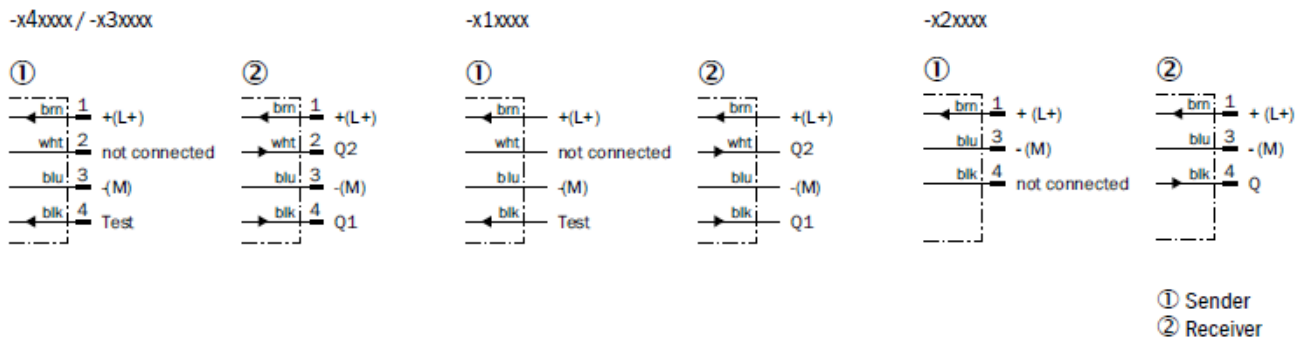 -x4xxxx / -x3xxxx
①
brn 1 +(L+)
wht 2 not connected
blu 3 -(M)
blk 4 Test
②
brn 1 +(L+)
wht 2 Q2
blu 3 -(M)
blk 4 Q1
-x1xxxx
①
brn +(L+)
wht not connected
blu -(M)
blk Test
②
brn +(L+)
wht Q2
blu -(M)
blk Q1
-x2xxxx
①
brn 1 + (L+)
blu 3 - (M)
blk 4 not connected
②
brn 1 + (L+)
blu 3 - (M)
blk 4 Q
① Sender
② Receiver